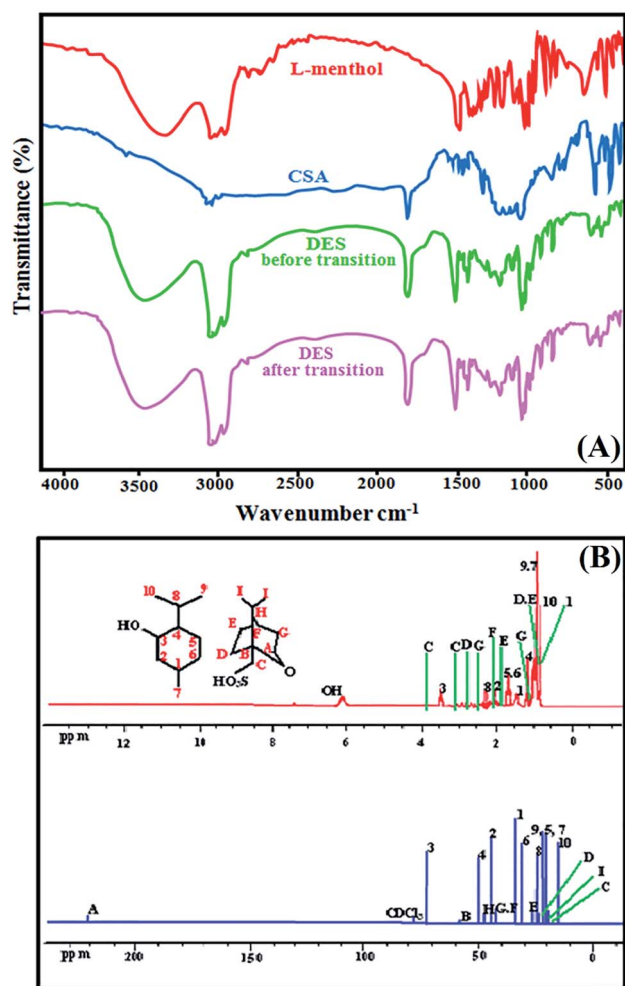 (A)
L-menthol
CSA
DES
before transition
DES
after transition
Transmittance (%)
4000 3500 3000 2500 2000 1500 1000 500
Wavenumber cm-1
(B)
10 9 8 HO 4 3 5 2 6 1 7
I I H E F G D A B C O HO3S
OH 3 C C D G F E 8 2 5.6 1 4 G D.E 9.7 10 1
ppm 12 10 8 6 4 2 0
A CDCl3 3 B 4 H 2 G.F 1 6 E 8 9,5,7 10 D I C
ppm 200 150 100 50 0